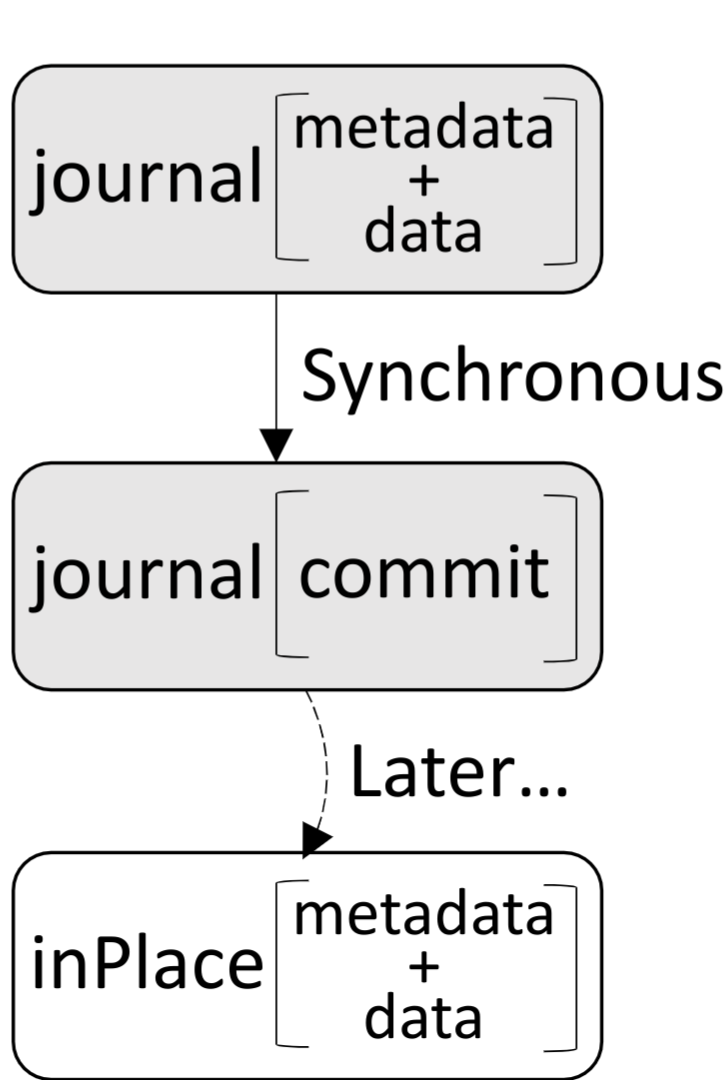 journal
metadata
+
data
Synchronous
journal
commit
Later...
inPlace
metadata
+
data